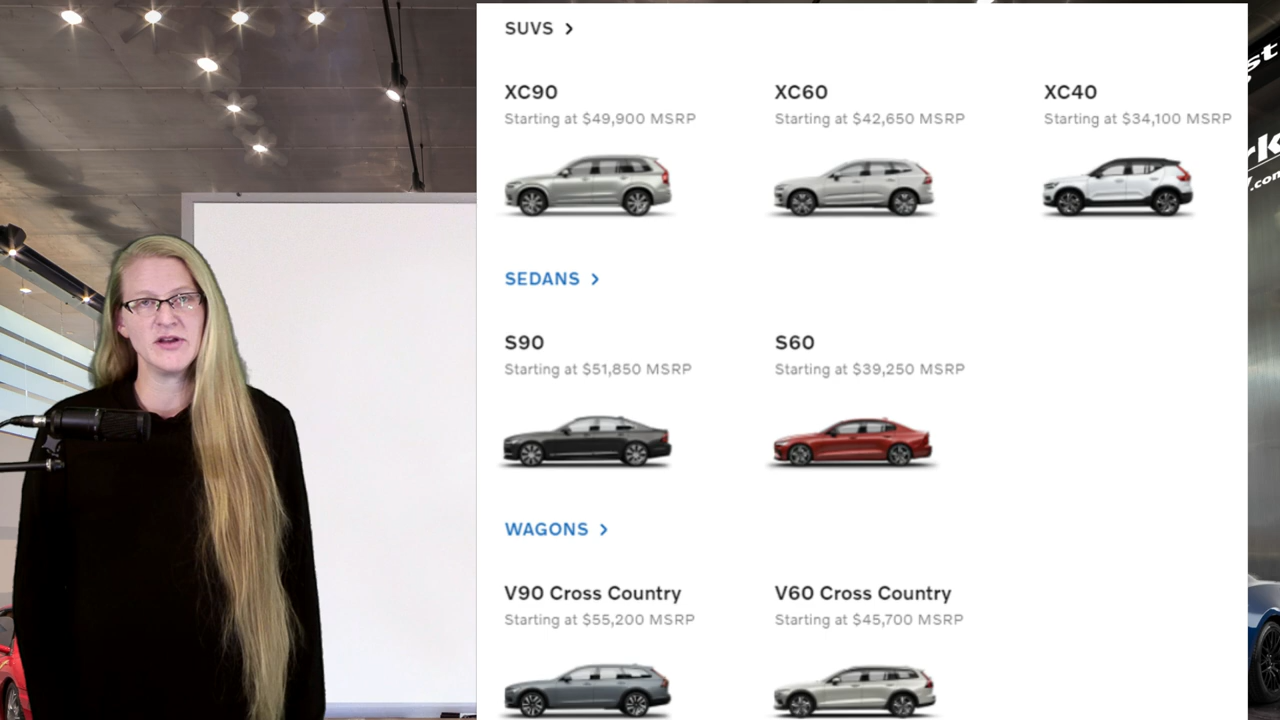 SUVS >
XC90 XC60 XC40
Starting at $49,900 MSRP Starting at $42,650 MSRP Starting at $34,100 MSRP
SEDANS >
S90 S60
Starting at $51,850 MSRP Starting at $39,250 MSRP
WAGONS >
V90 Cross Country V60 Cross Country
Starting at $55,200 MSRP Starting at $45,700 MSRP
.com